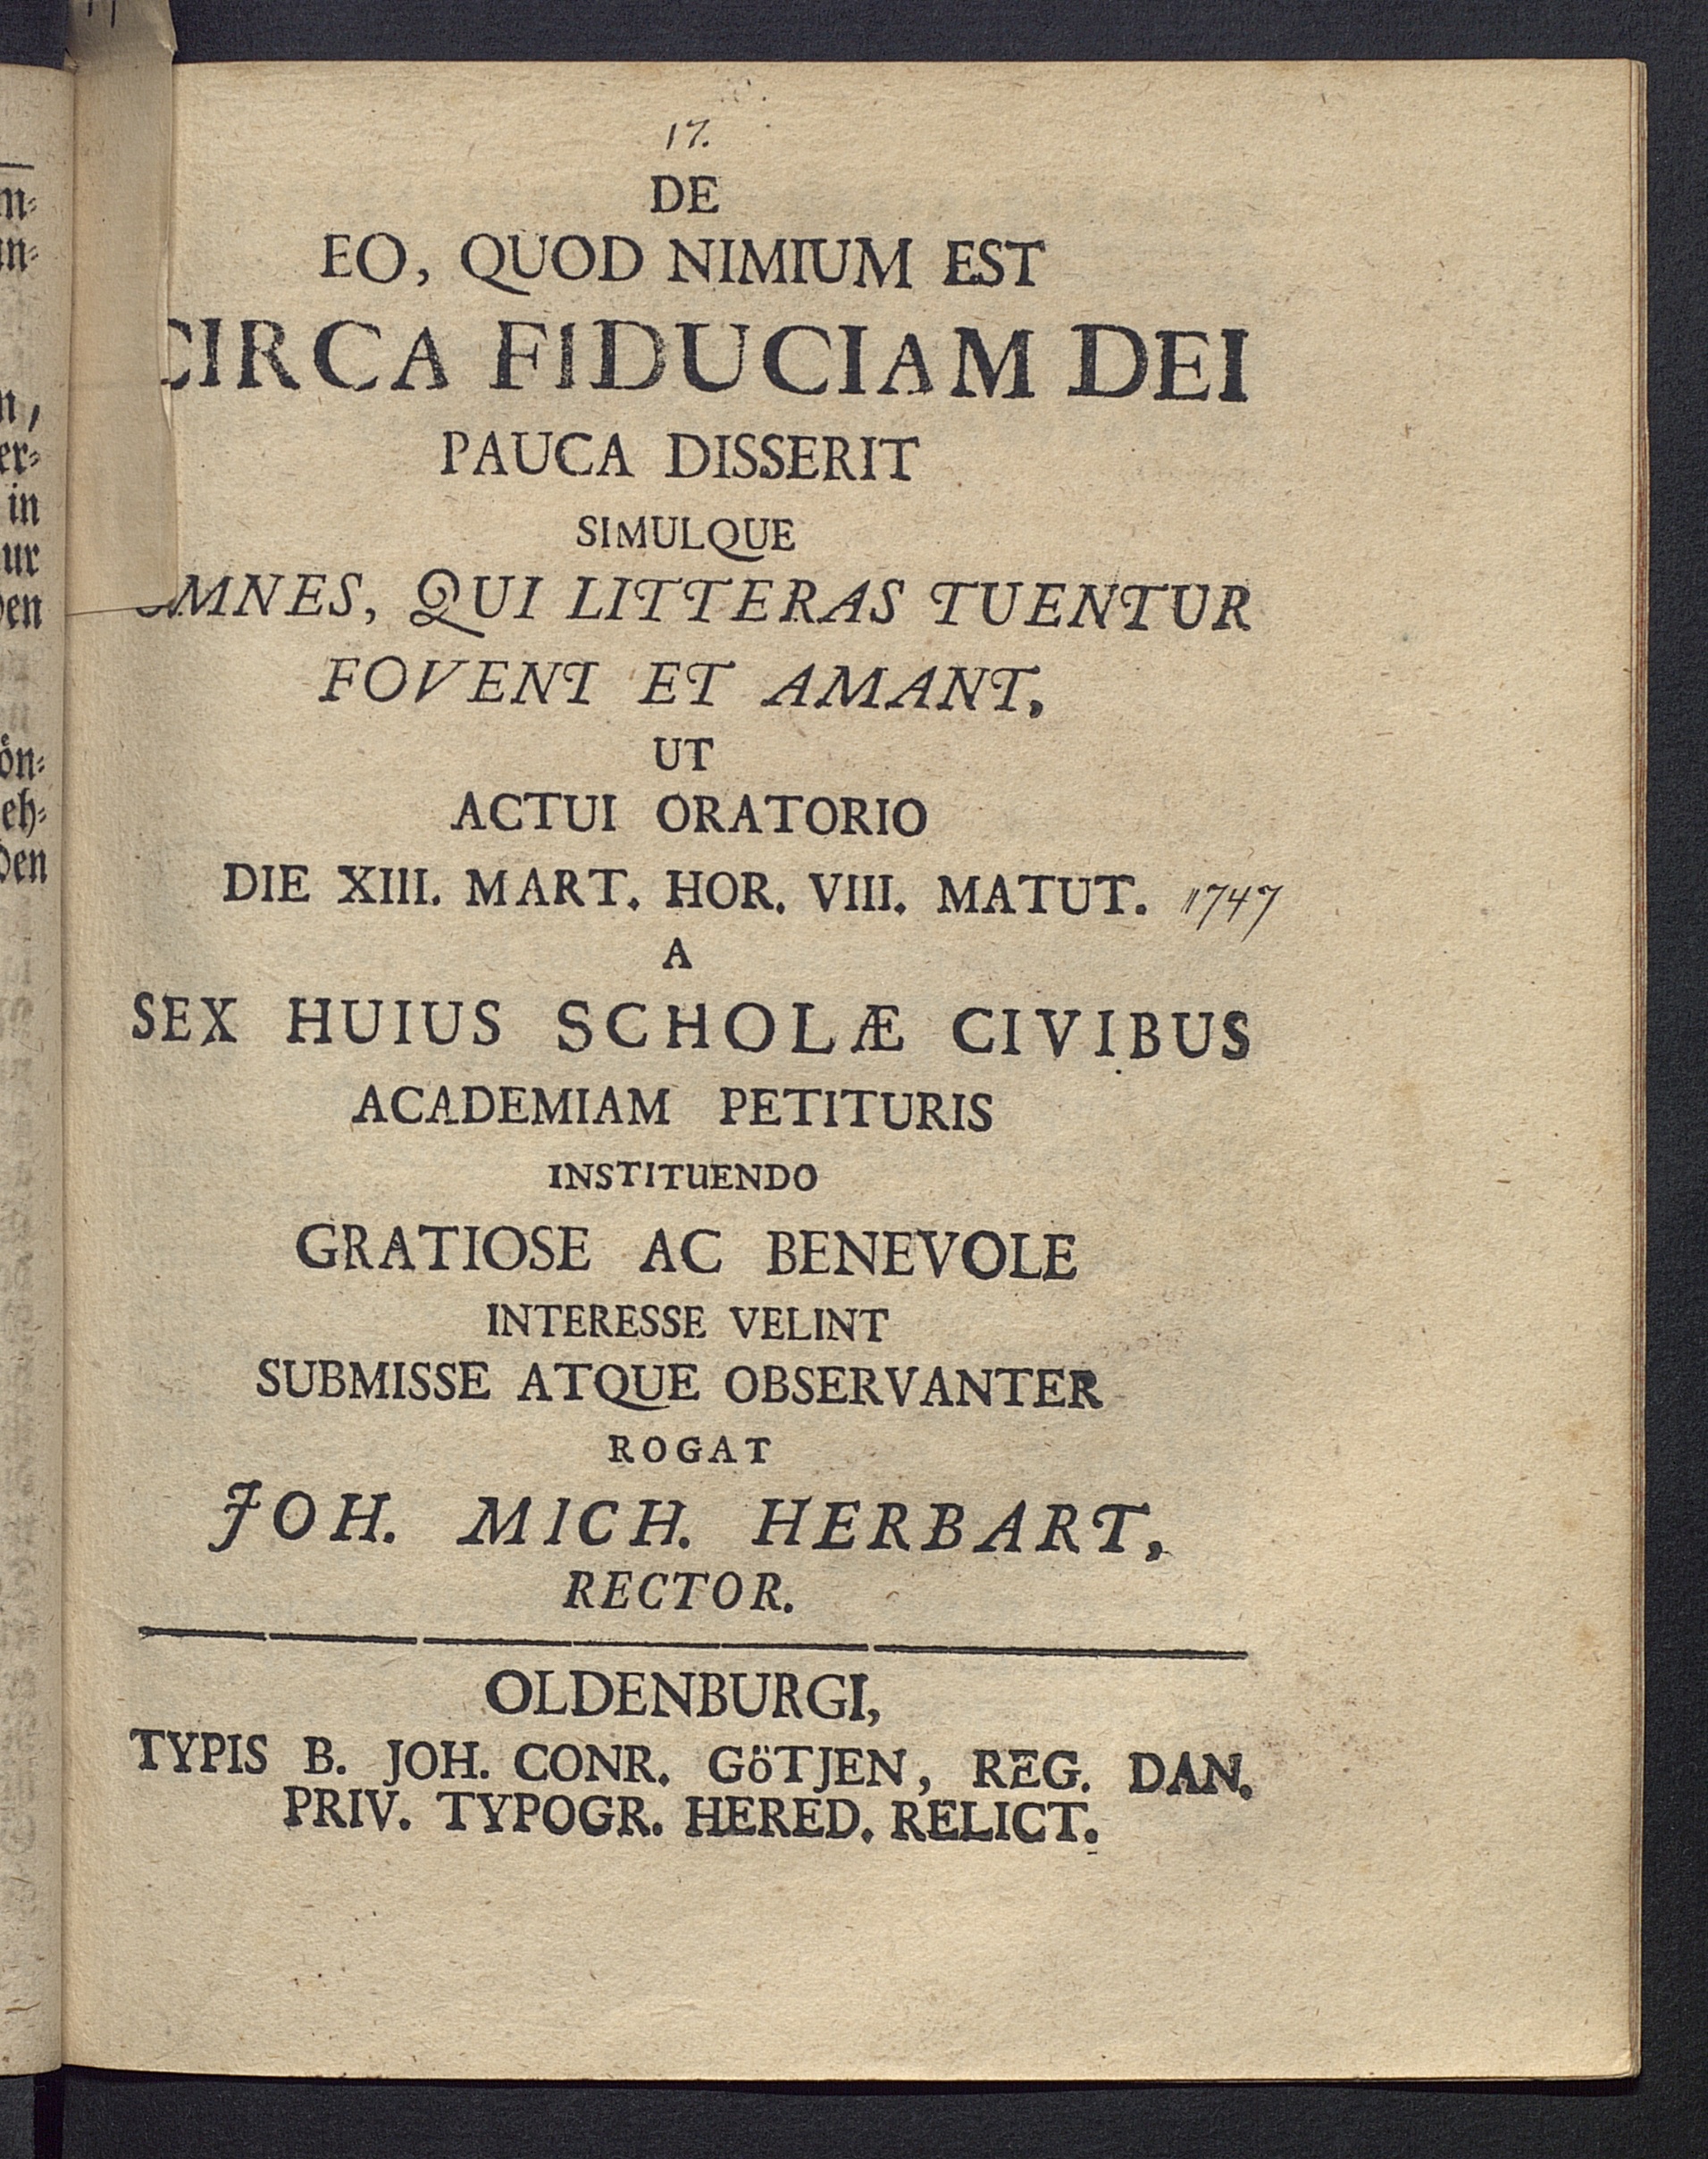 17.
DE
EO, QUOD NIMIUM EST
CIRCA FIDUCIAM DEI
PAUCA DISSERIT
SIMULQUE
OMNES, QUI LITTERAS TUENTUR
FOVENT ET AMANT,
UT
ACTUI ORATORIO
DIE XIII. MART. HOR. VIII. MATUT. 1747
A
SEX HUIUS SCHOLÆ CIVIBUS
ACADEMIAM PETITURIS
INSTITUENDO
GRATIOSE AC BENEVOLE
INTERESSE VELINT
SUBMISSE ATQUE OBSERVANTER
ROGAT
JOH. MICH. HERBART,
RECTOR.
OLDENBURGI,
TYPIS B. JOH. CONR. GöTJEN, REG. DAN.
PRIV. TYPOGR. HERED. RELICT.